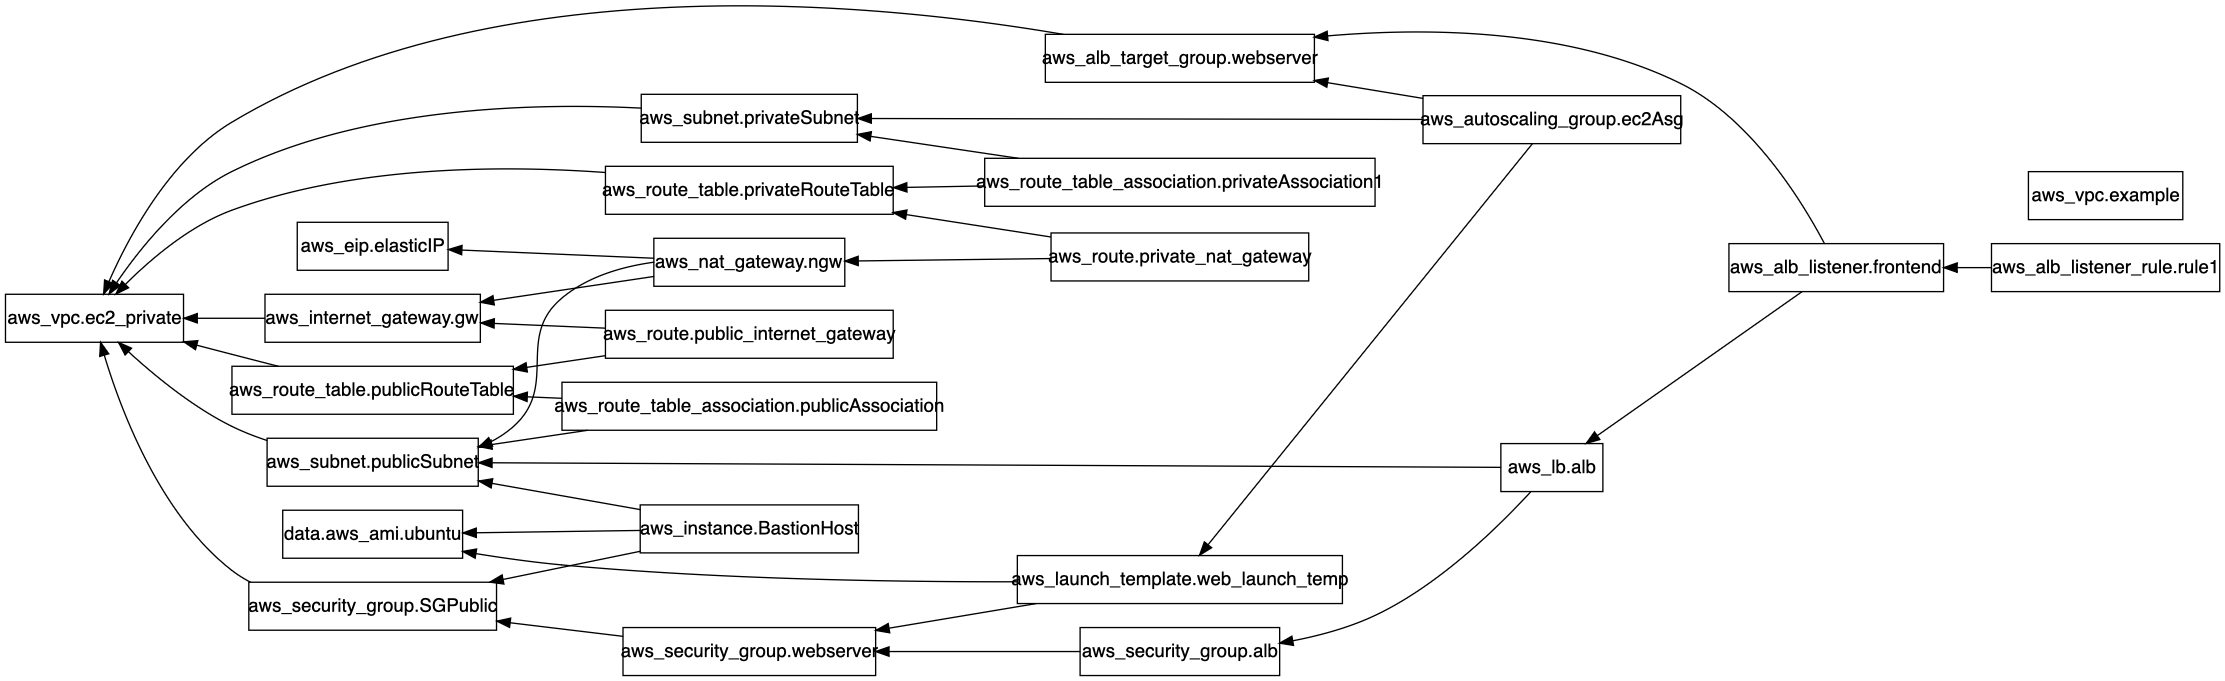 aws_alb_target_group.webserver
aws_subnet.privateSubnet
aws_autoscaling_group.ec2Asg
aws_route_table.privateRouteTable
aws_route_table_association.privateAssociation1
aws_vpc.example
aws_eip.elasticIP
aws_nat_gateway.ngw
aws_route.private_nat_gateway
aws_alb_listener.frontend
aws_alb_listener_rule.rule1
aws_vpc.ec2_private
aws_internet_gateway.gw
aws_route.public_internet_gateway
aws_route_table.publicRouteTable
aws_route_table_association.publicAssociation
aws_subnet.publicSubnet
aws_lb.alb
data.aws_ami.ubuntu
aws_instance.BastionHost
aws_launch_template.web_launch_temp
aws_security_group.SGPublic
aws_security_group.webserver
aws_security_group.alb